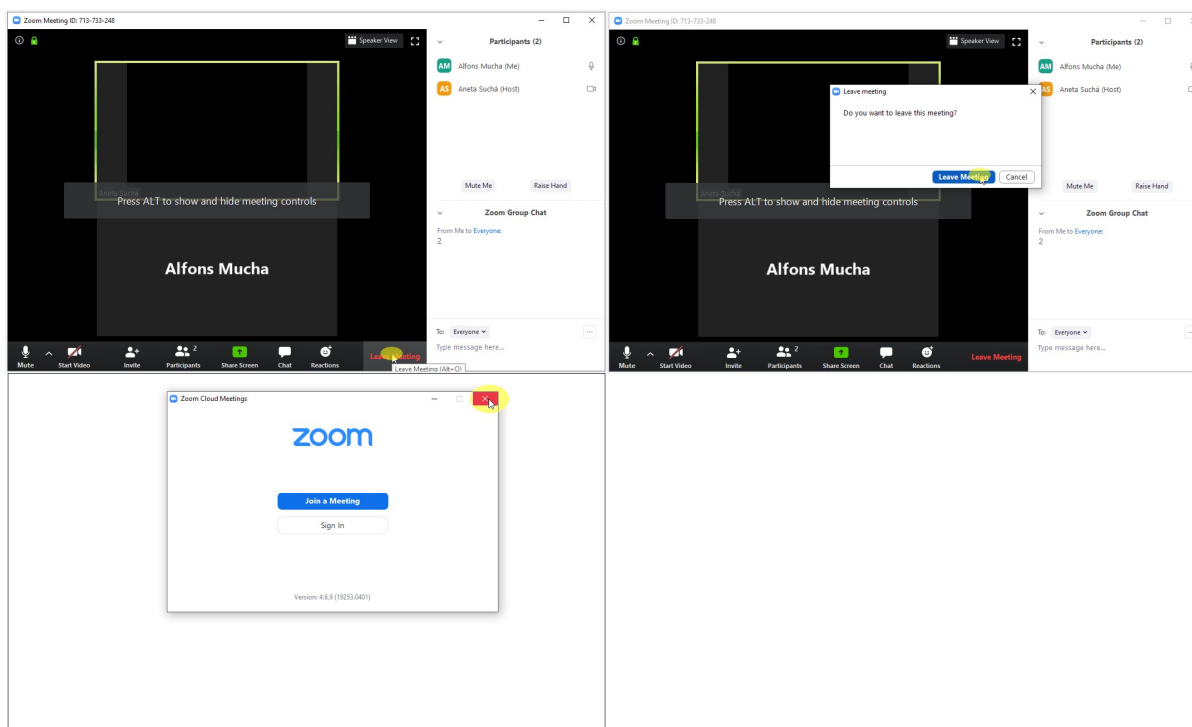 Zoom Meeting ID: 713-733-248
Speaker View
Participants (2)
AM Alfons Mucha (Me)
AS Aneta Suchá (Host)
Aneta Suchá
Mute Me Raise Hand
Press ALT to show and hide meeting controls
Zoom Group Chat
From Me to Everyone:
2
Alfons Mucha
To: Everyone
Type message here...
Mute Start Video Invite 2 Participants Share Screen Chat Reactions Leave Meeting
Leave Meeting (Alt+Q)
Zoom Meeting ID: 713-733-248
Speaker View
Participants (2)
AM Alfons Mucha (Me)
AS Aneta Suchá (Host)
Leave meeting
Do you want to leave this meeting?
Leave Meeting Cancel
Aneta Suchá
Mute Me Raise Hand
Press ALT to show and hide meeting controls
Zoom Group Chat
From Me to Everyone:
2
Alfons Mucha
To: Everyone
Type message here...
Mute Start Video Invite 2 Participants Share Screen Chat Reactions Leave Meeting
Zoom Cloud Meetings
zoom
Join a Meeting
Sign In
Version: 4.6.9 (19253.0401)